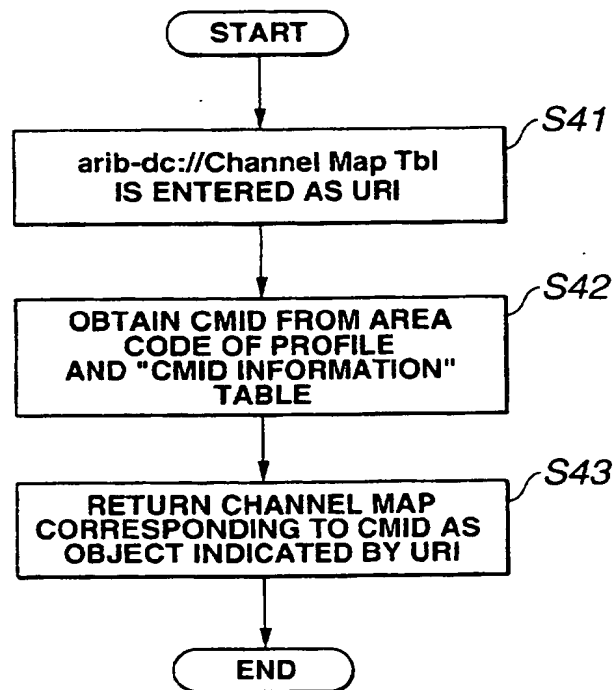 START
S41
arib-dc://Channel Map Tbl
IS ENTERED AS URI
S42
OBTAIN CMID FROM AREA
CODE OF PROFILE
AND "CMID INFORMATION"
TABLE
S43
RETURN CHANNEL MAP
CORRESPONDING TO CMID AS
OBJECT INDICATED BY URI
END